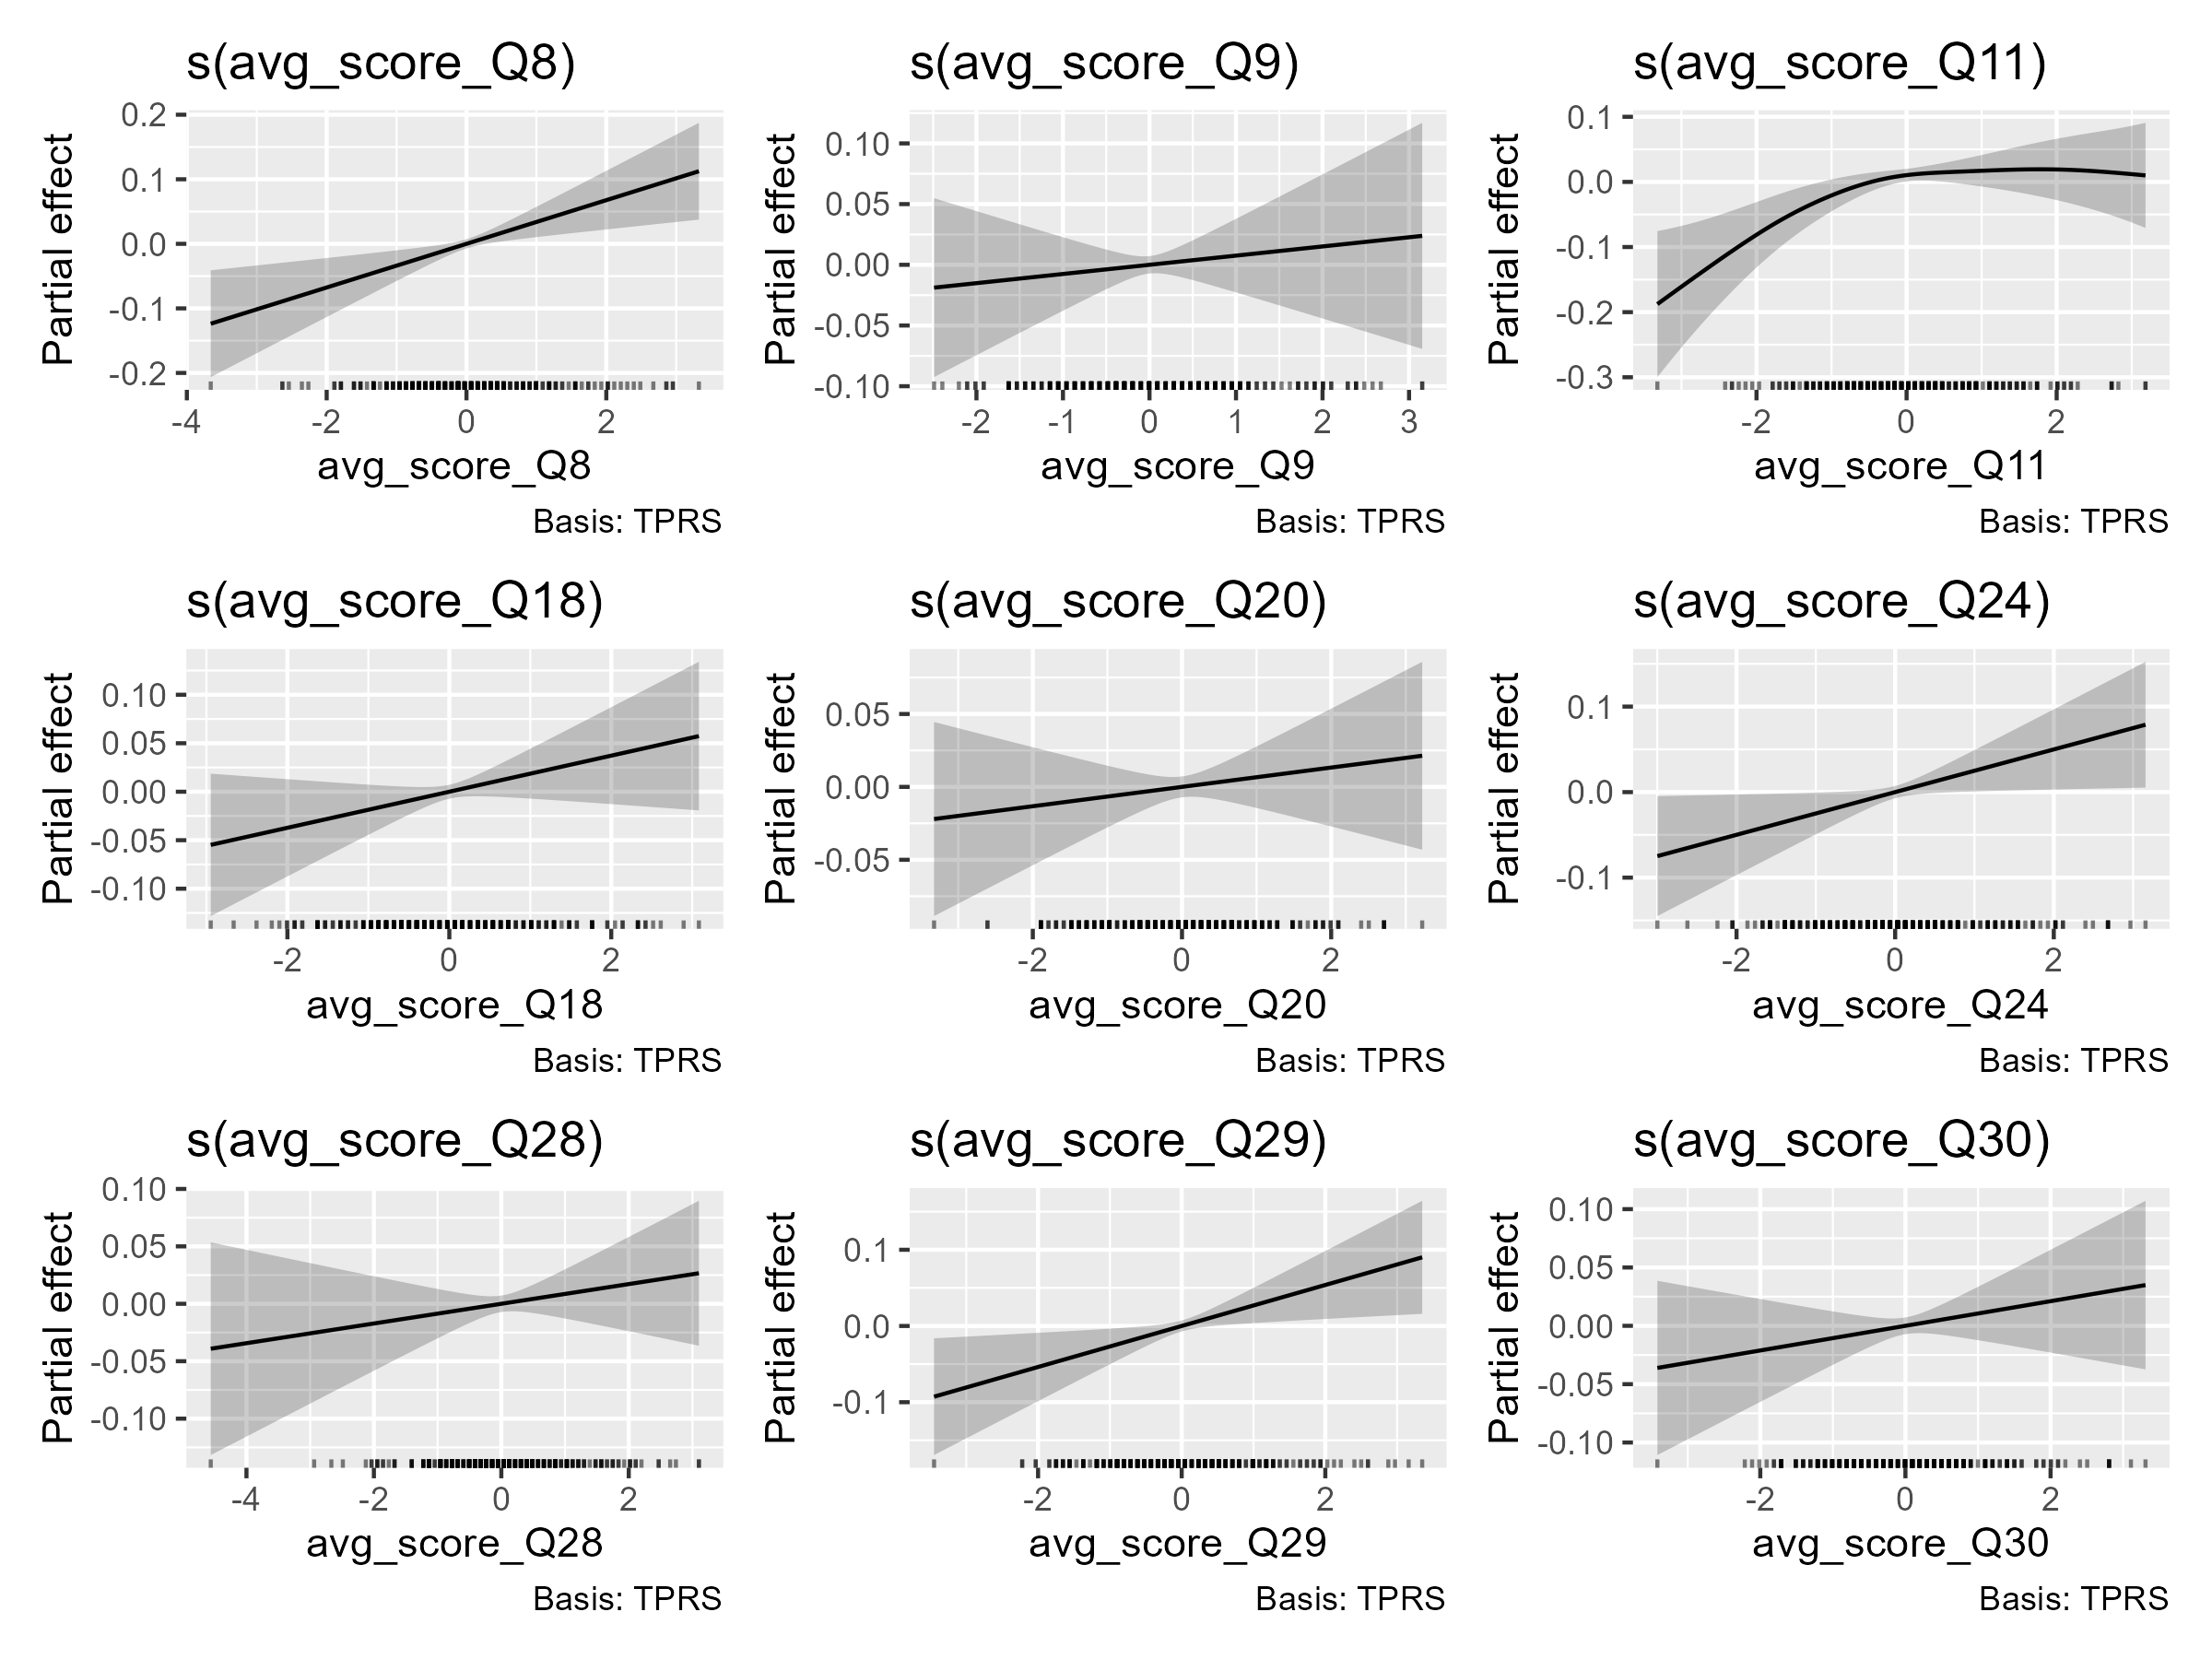 s(avg_score_Q8)
Partial effect
0.2
0.1
0.0
-0.1
-0.2
-4 -2 0 2
avg_score_Q8
Basis: TPRS
s(avg_score_Q9)
Partial effect
0.10
0.05
0.00
-0.05
-0.10
-2 -1 0 1 2 3
avg_score_Q9
Basis: TPRS
s(avg_score_Q11)
Partial effect
0.1
0.0
-0.1
-0.2
-0.3
-2 0 2
avg_score_Q11
Basis: TPRS
s(avg_score_Q18)
Partial effect
0.10
0.05
0.00
-0.05
-0.10
-2 0 2
avg_score_Q18
Basis: TPRS
s(avg_score_Q20)
Partial effect
0.05
0.00
-0.05
-2 0 2
avg_score_Q20
Basis: TPRS
s(avg_score_Q24)
Partial effect
0.1
0.0
-0.1
-2 0 2
avg_score_Q24
Basis: TPRS
s(avg_score_Q28)
Partial effect
0.10
0.05
0.00
-0.05
-0.10
-4 -2 0 2
avg_score_Q28
Basis: TPRS
s(avg_score_Q29)
Partial effect
0.1
0.0
-0.1
-2 0 2
avg_score_Q29
Basis: TPRS
s(avg_score_Q30)
Partial effect
0.10
0.05
0.00
-0.05
-0.10
-2 0 2
avg_score_Q30
Basis: TPRS